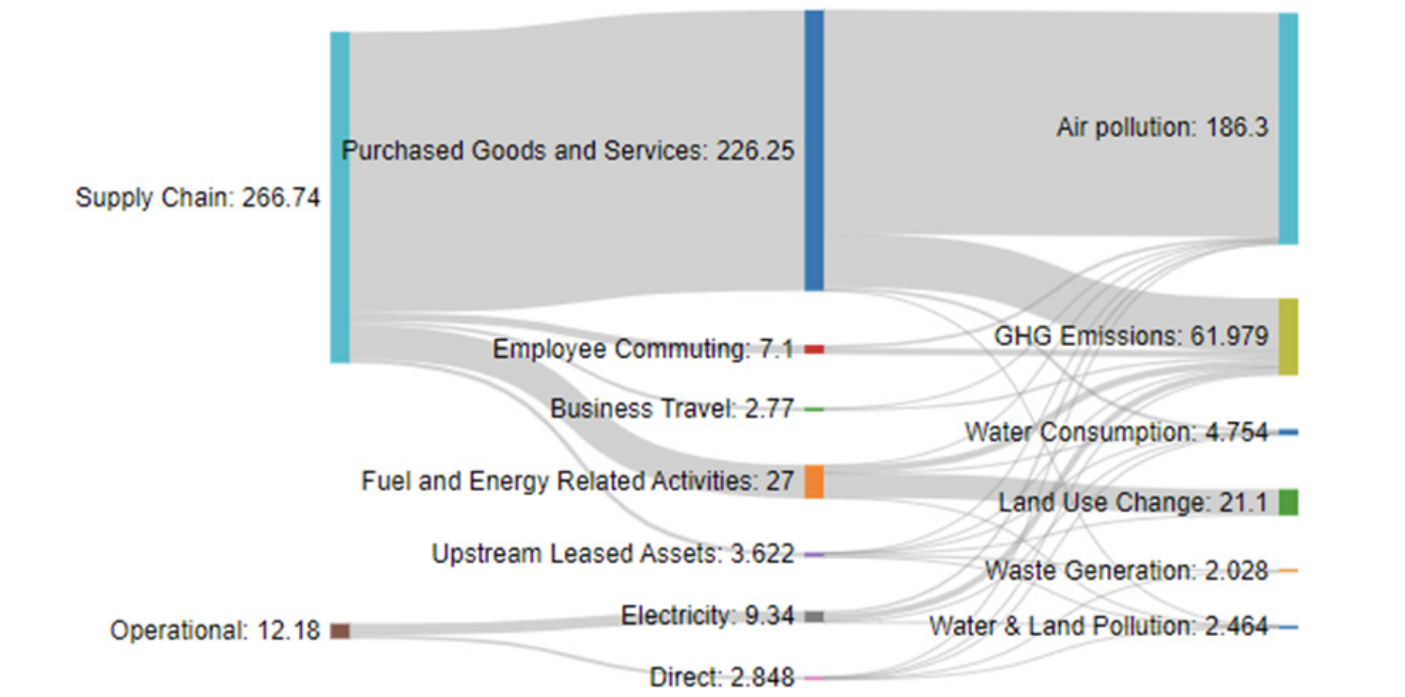 Supply Chain: 266.74
Operational: 12.18
Purchased Goods and Services: 226.25
Employee Commuting: 7.1
Business Travel: 2.77
Fuel and Energy Related Activities: 27
Upstream Leased Assets: 3.622
Electricity: 9.34
Direct: 2.848
Air pollution: 186.3
GHG Emissions: 61.979
Water Consumption: 4.754
Land Use Change: 21.1
Waste Generation: 2.028
Water & Land Pollution: 2.464